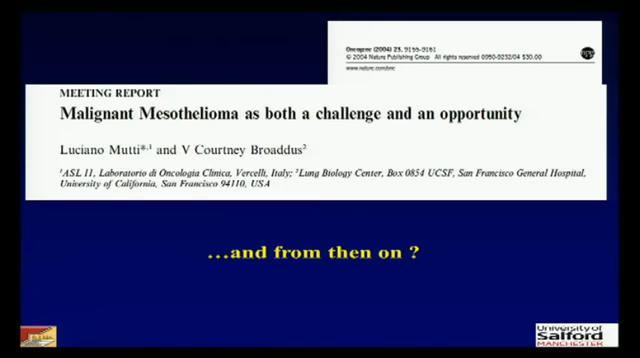 Oncogene (2004) 23, 9155–9161
© 2004 Nature Publishing Group All rights reserved 0950-9232/04 $30.00
www.nature.com/onc
MEETING REPORT
Malignant Mesothelioma as both a challenge and an opportunity
Luciano Mutti*,1 and V Courtney Broaddus2
1ASL 11, Laboratorio di Oncologia Clinica, Vercelli, Italy; 2Lung Biology Center, Box 0854 UCSF, San Francisco General Hospital,
University of California, San Francisco 94110, USA
...and from then on ?
University of
Salford
MANCHESTER